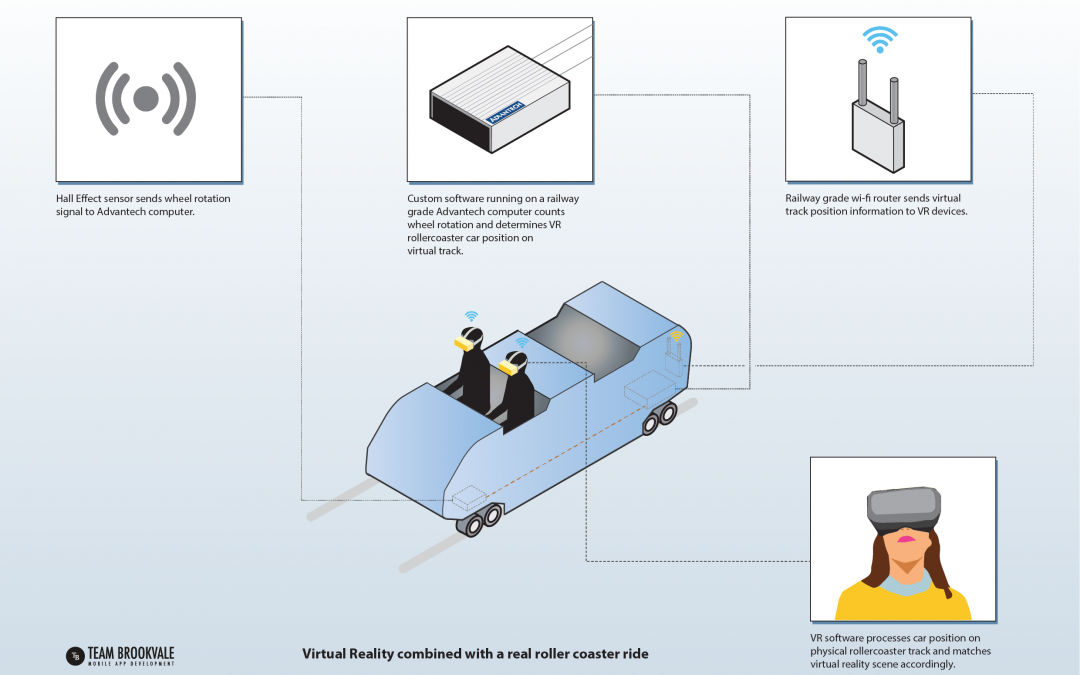 Hall Effect sensor sends wheel rotation
signal to Advantech computer.
ADVANTECH
Custom software running on a railway
grade Advantech computer counts
wheel rotation and determines VR
rollercoaster car position on
virtual track.
Railway grade wi-fi router sends virtual
track position information to VR devices.
VR software processes car position on
physical rollercoaster track and matches
virtual reality scene accordingly.
TB
TEAM BROOKVALE
MOBILE APP DEVELOPMENT
Virtual Reality combined with a real roller coaster ride